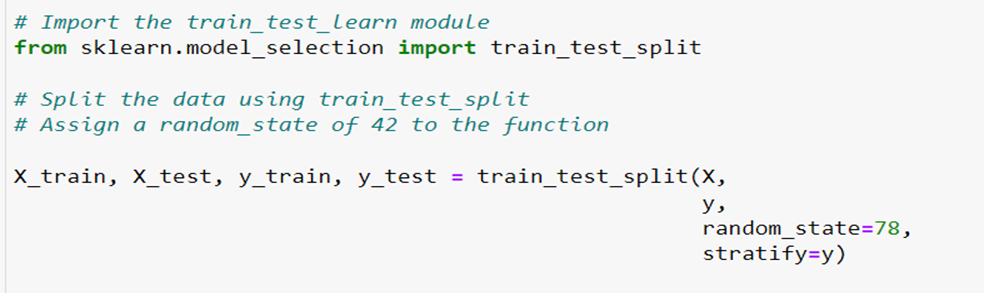 # Import the train_test_learn module
from sklearn.model_selection import train_test_split
# Split the data using train_test_split
# Assign a random_state of 42 to the function
X_train, X_test, y_train, y_test = train_test_split(X,
y,
random_state=78,
stratify=y)